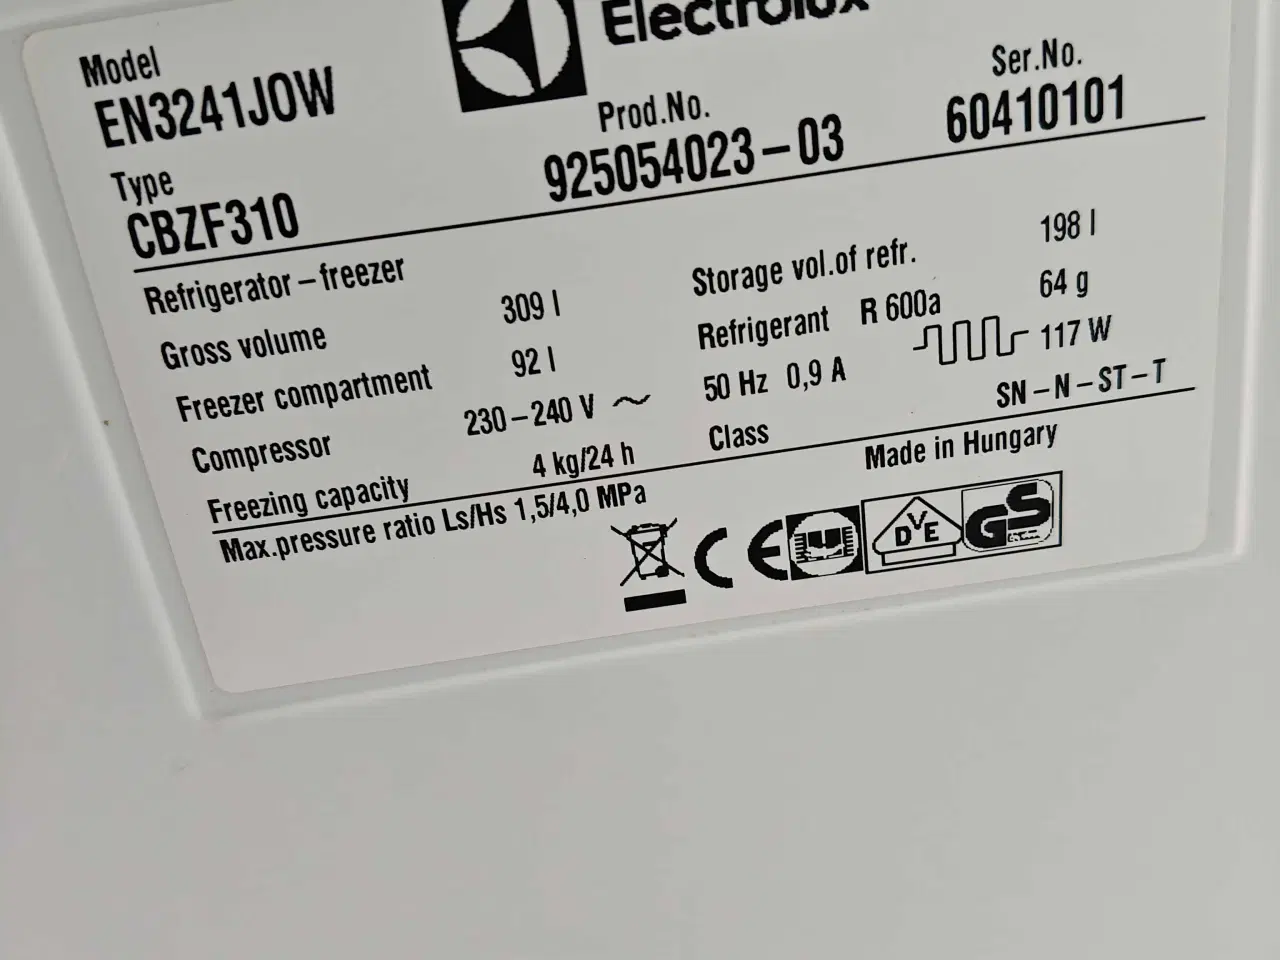 Electrolux
Model
EN3241JOW
Prod.No.
925054023-03
Ser.No.
60410101
Type
CBZF310
Refrigerator-freezer
Gross volume 309 l
Storage vol.of refr. 198 l
Freezer compartment 92 l
Refrigerant R 600a 64 g
Compressor 230-240 V ~ 50 Hz 0,9 A 117 W
Freezing capacity 4 kg/24 h
Class SN-N-ST-T
Max.pressure ratio Ls/Hs 1,5/4,0 MPa
Made in Hungary
CE
DVE
GS